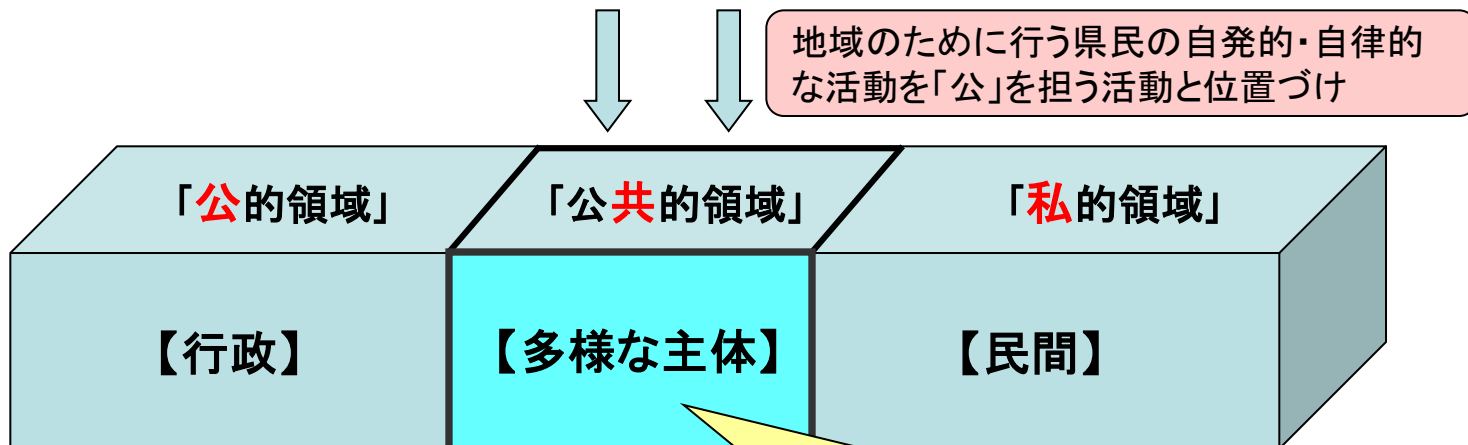 地域のために行う県民の自発的・自律的
な活動を「公」を担う活動と位置づけ
「公的領域」
「公共的領域」
「私的領域」
【行政】
【多様な主体】
【民間】